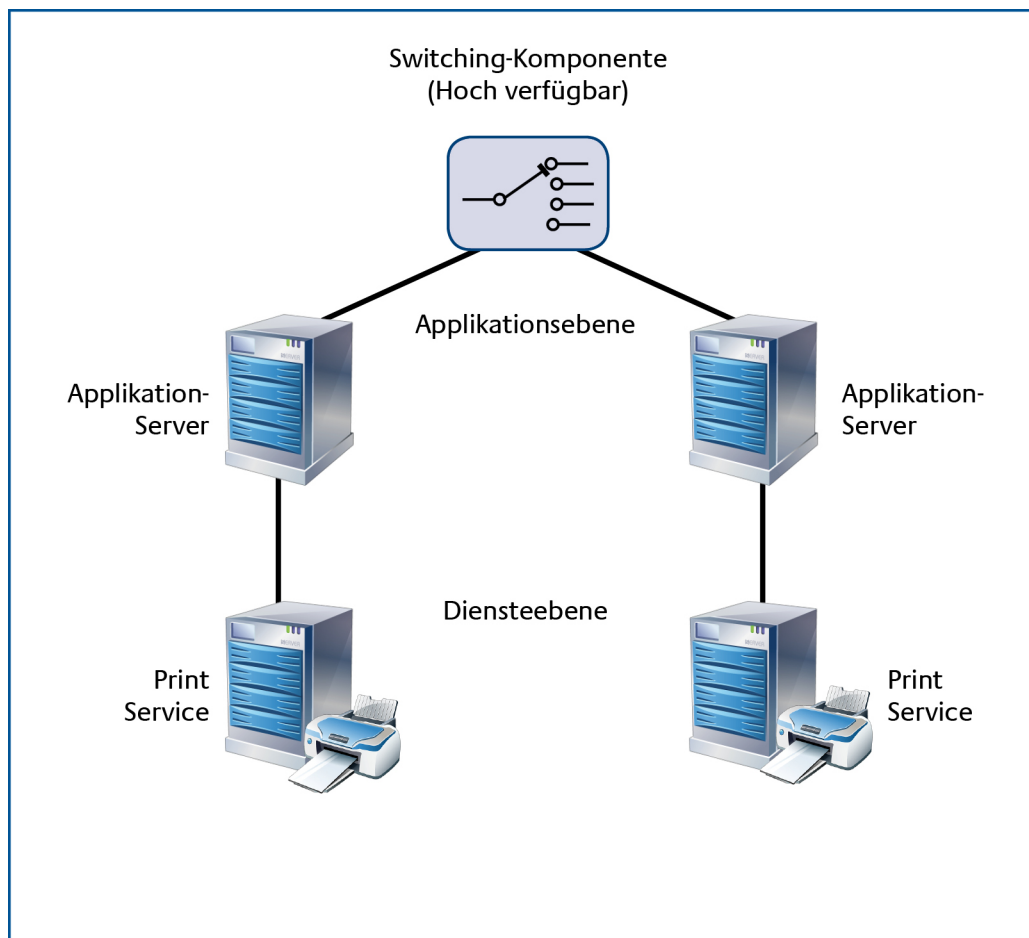 Switching-Komponente
(Hoch verfügbar)
Applikationsebene
Applikation-
Server
Applikation-
Server
Diensteebene
Print
Service
Print
Service